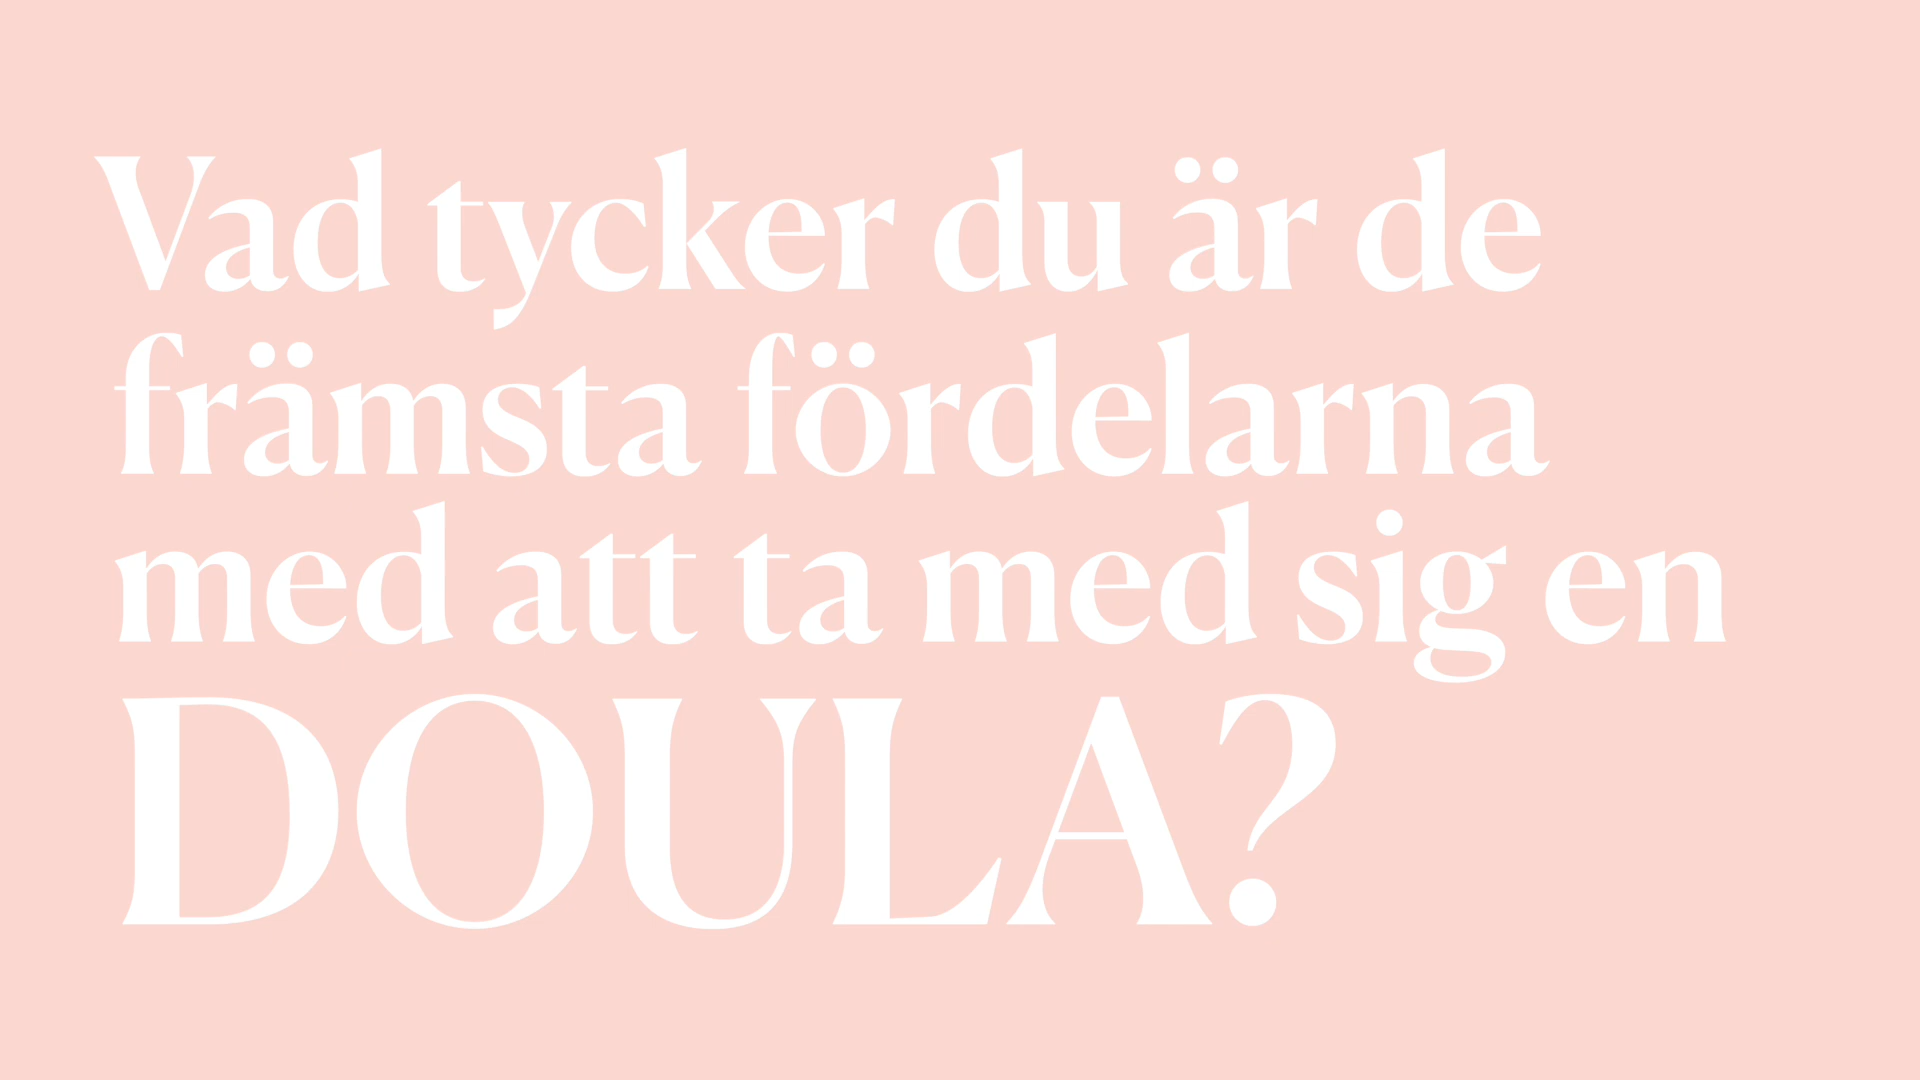 Vad tycker du är de
främsta fördelarna
med att ta med sig en
DOULA?